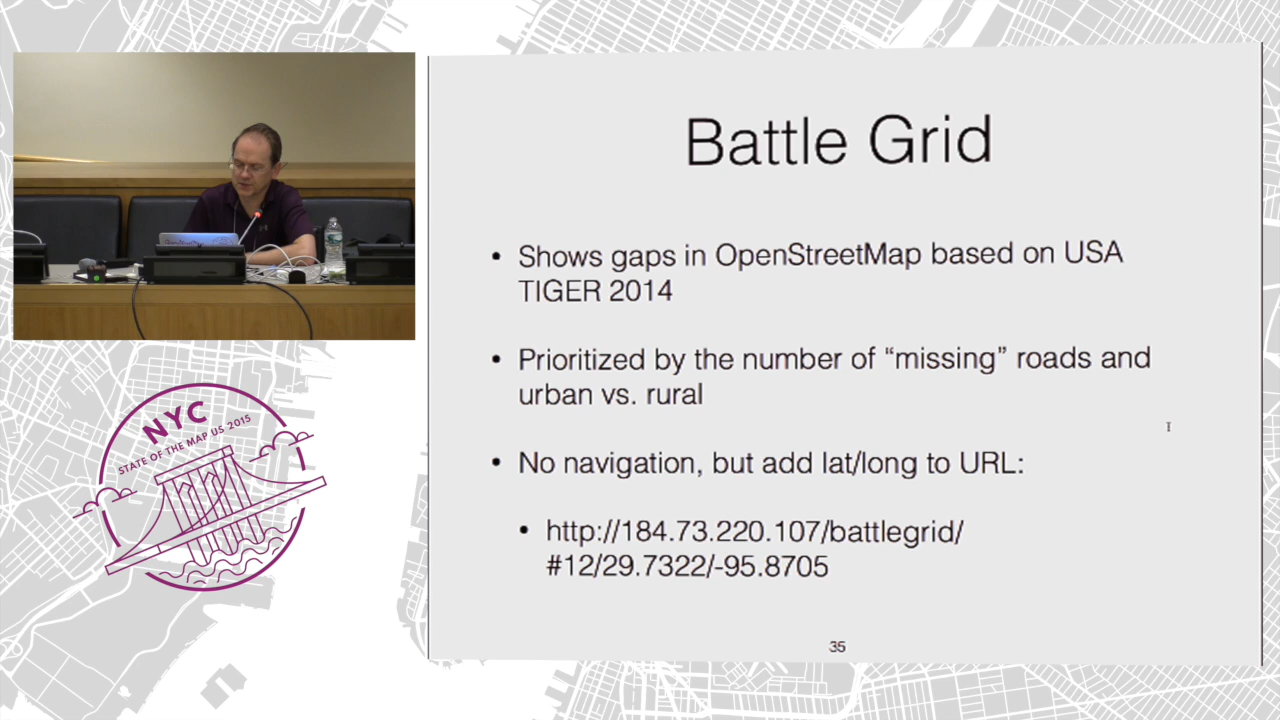 Battle Grid
• Shows gaps in OpenStreetMap based on USA
TIGER 2014
• Prioritized by the number of “missing” roads and
urban vs. rural
• No navigation, but add lat/long to URL:
• http://184.73.220.107/battlegrid/
#12/29.7322/-95.8705
35
NYC
STATE OF THE MAP US 2015